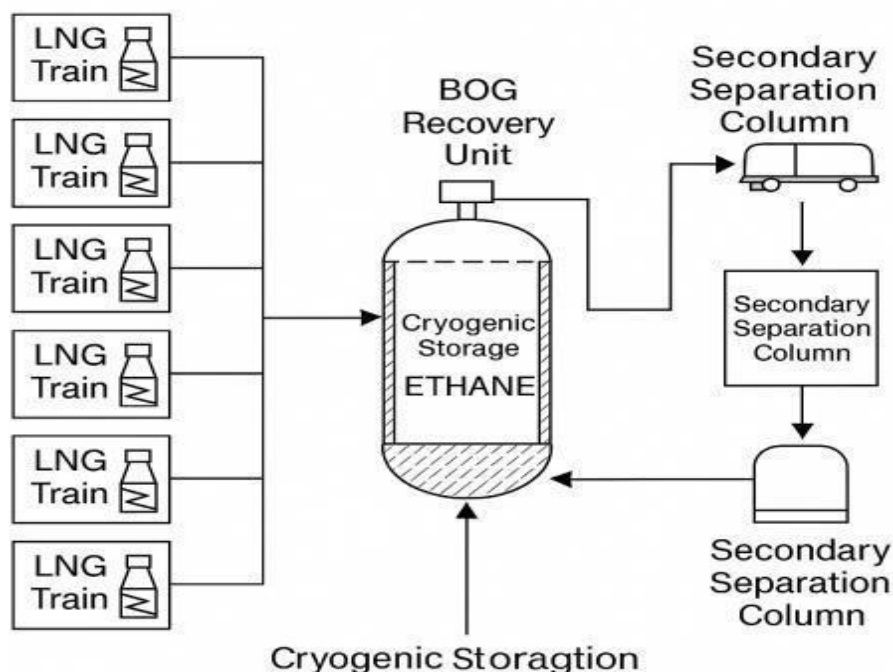 LNG
Train
LNG
Train
LNG
Train
LNG
Train
LNG
Train
LNG
Train
BOG
Recovery
Unit
Cryogenic
Storage
ETHANE
Secondary
Separation
Column
Secondary
Separation
Column
Secondary
Separation
Column
Cryogenic Storagtion